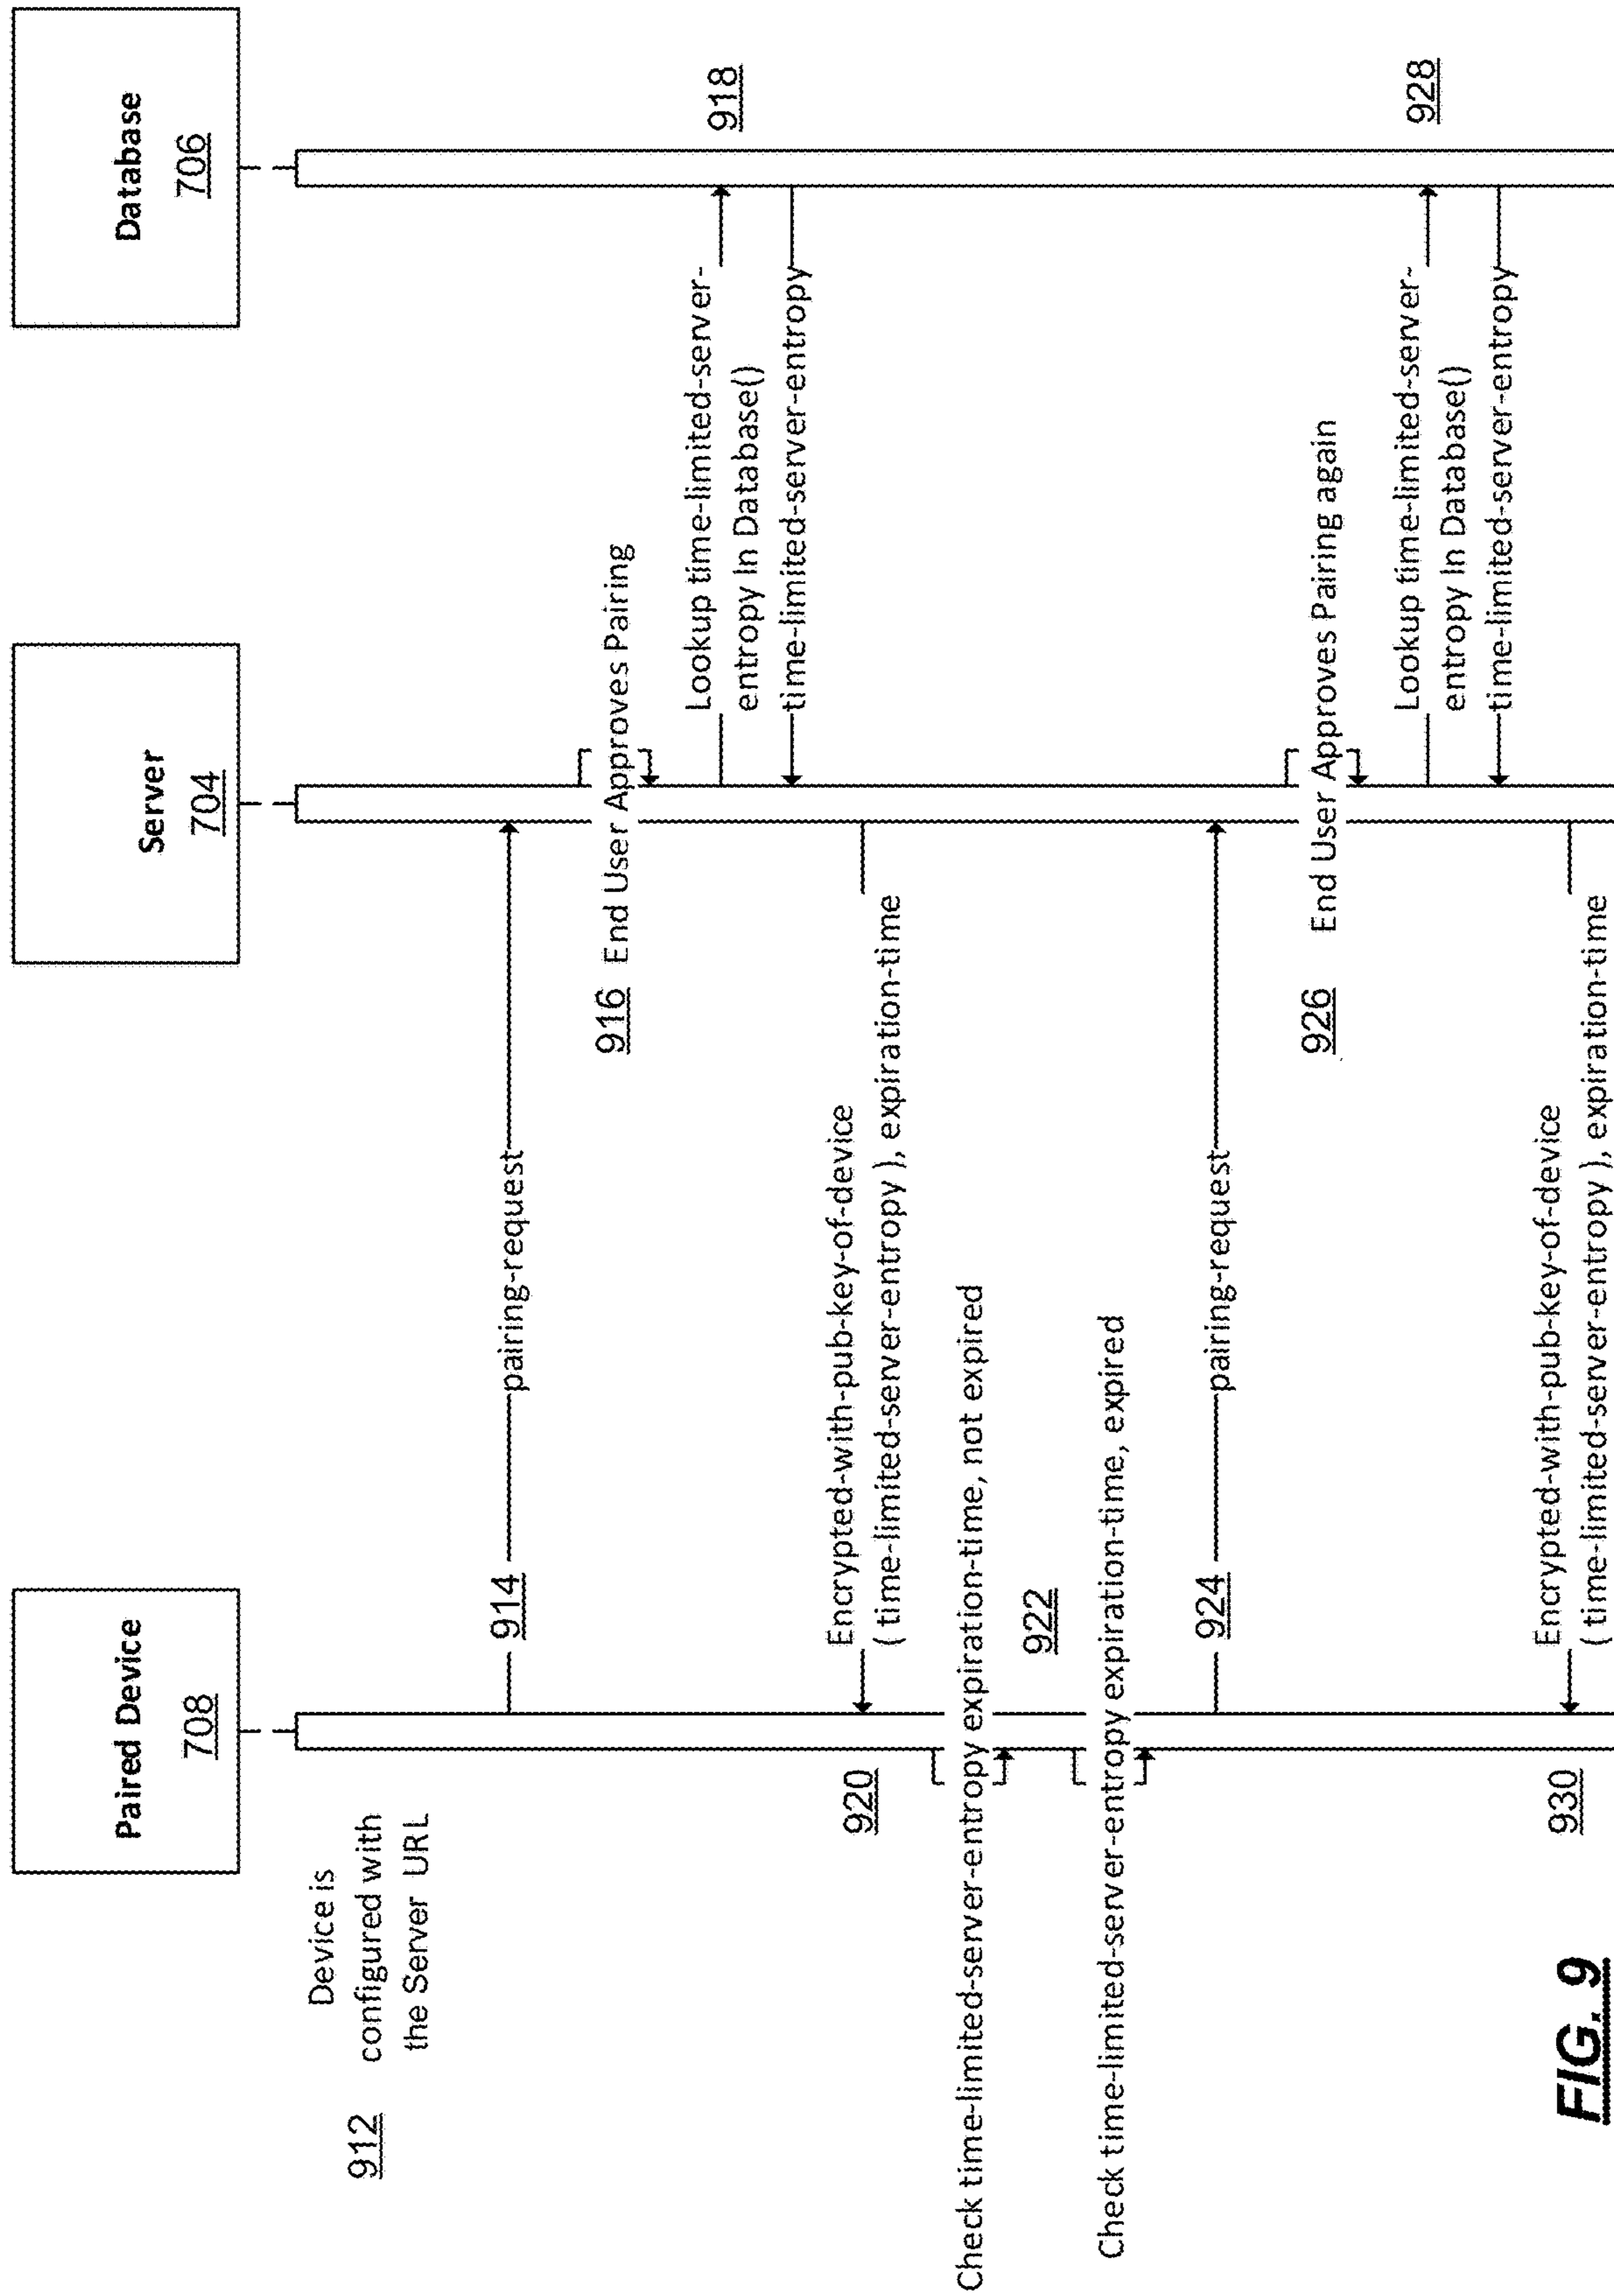 Paired Device
708
Server
704
Database
706
Device is
912 configured with
the Server URL
914 pairing-request
916 End User Approves Pairing
Lookup time-limited-server-
entropy In Database()
918
time-limited-server-entropy
Encrypted-with-pub-key-of-device
920
( time-limited-server-entropy ), expiration-time
Check time-limited-server-entropy expiration-time, not expired
922
Check time-limited-server-entropy expiration-time, expired
924 pairing-request
926 End User Approves Pairing again
Lookup time-limited-server-
928
entropy In Database()
time-limited-server-entropy
Encrypted-with-pub-key-of-device
930
( time-limited-server-entropy ), expiration-time
FIG. 9